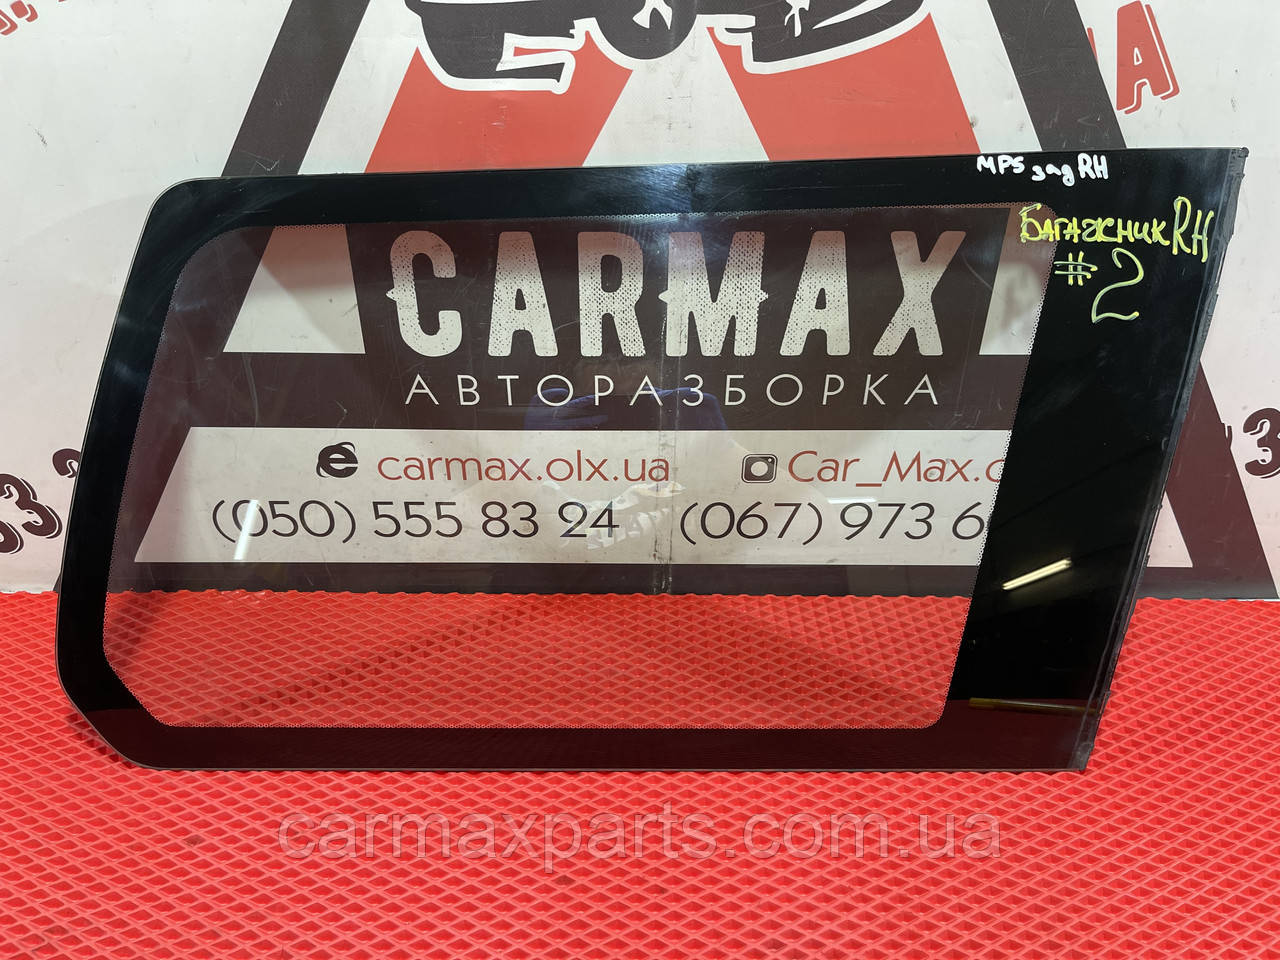 MPS зад RH
Багажник RH
#2
CARMAX
АВТОРАЗБОРКА
carmax.olx.ua
Car_Max.c
(050) 555 83 24
(067) 973 6
carmaxparts.com.ua